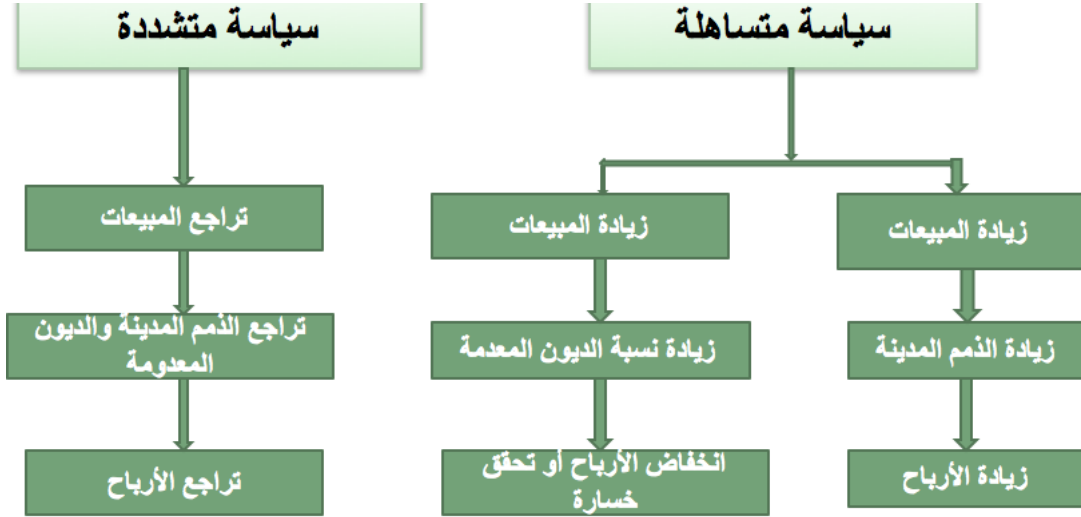 سياسة متساهلة
سياسة متشددة
زيادة المبيعات
زيادة المبيعات
تراجع المبيعات
زيادة الذمم المدينة
زيادة نسبة الديون المعدمة
تراجع الذمم المدينة والديون
المعدومة
زيادة الأرباح
انخفاض الأرباح أو تحقق
خسارة
تراجع الأرباح